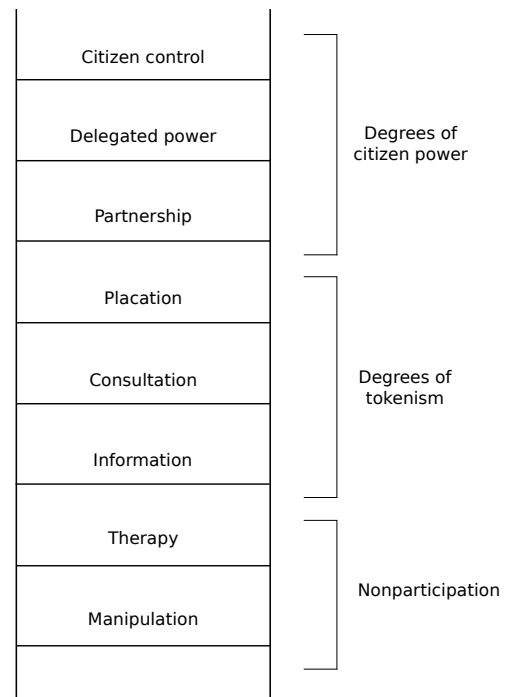 Citizen control
Delegated power
Partnership
Placation
Consultation
Information
Therapy
Manipulation
Degrees of
citizen power
Degrees of
tokenism
Nonparticipation